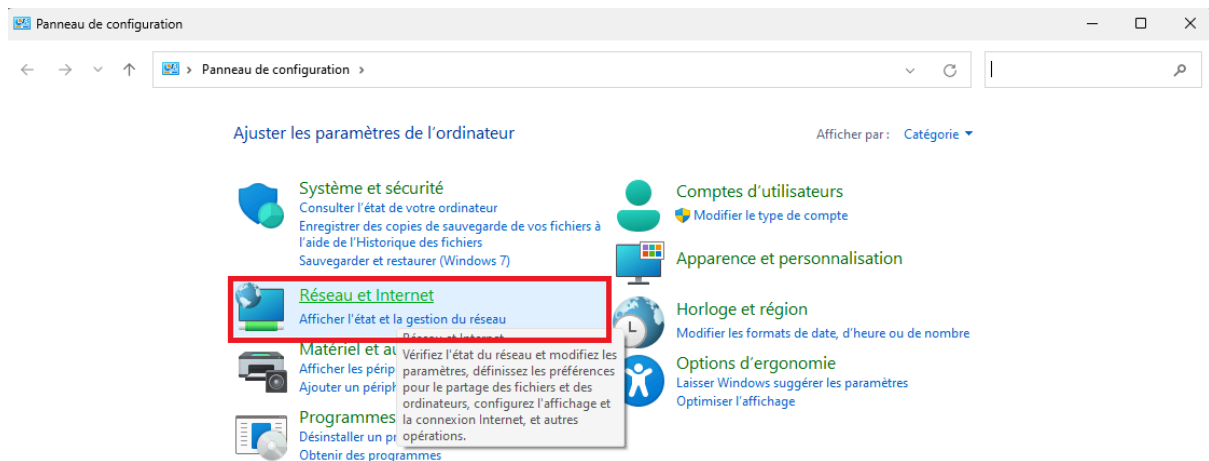 Panneau de configuration
Panneau de configuration
Ajuster les paramètres de l'ordinateur
Afficher par : Catégorie
Système et sécurité
Consulter l'état de votre ordinateur
Enregistrer des copies de sauvegarde de vos fichiers à
l'aide de l'Historique des fichiers
Sauvegarder et restaurer (Windows 7)
Réseau et Internet
Afficher l'état et la gestion du réseau
Matériel et
Afficher les
Ajouter un
Programmes
Désinstaller un
Obtenir des programmes
Réseau et Internet
Vérifiez l'état du réseau et modifiez les
paramètres, définissez les préférences
pour le partage des fichiers et des
ordinateurs, configurez l'affichage et
la connexion Internet, et autres
opérations.
Comptes d'utilisateurs
Modifier le type de compte
Apparence et personnalisation
Horloge et région
Modifier les formats de date, d'heure ou de nombre
Options d'ergonomie
Laisser Windows suggérer les paramètres
Optimiser l'affichage